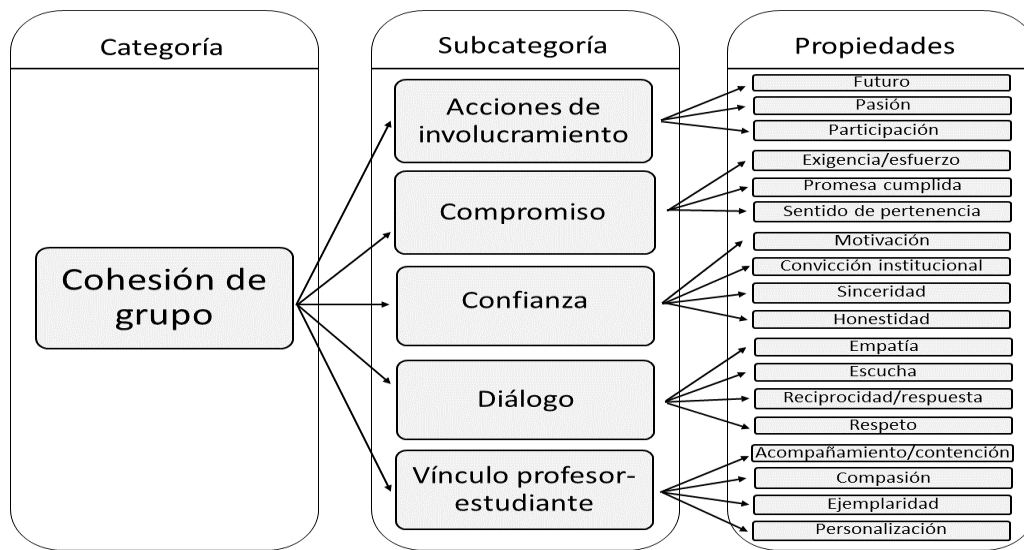 Categoría
Cohesión de
grupo
Subcategoría
Acciones de
involucramiento
Compromiso
Confianza
Diálogo
Vínculo profesor-
estudiante
Propiedades
Futuro
Pasión
Participación
Exigencia/esfuerzo
Promesa cumplida
Sentido de pertenencia
Motivación
Convicción institucional
Sinceridad
Honestidad
Empatía
Escucha
Reciprocidad/respuesta
Respeto
Acompañamiento/contención
Compasión
Ejemplaridad
Personalización